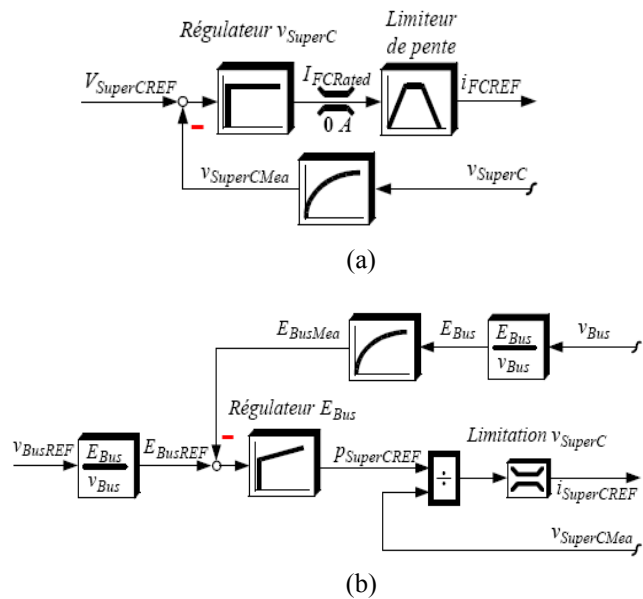 Régulateur vSuperC
Limiteur
de pente
VSuperCREF
IFCRated
iFCREF
0 A
vSuperCMea
vSuperC
(a)
EBusMea
EBus
EBus
vBus
vBus
Régulateur EBus
vBusREF
EBus
vBus
EBusREF
pSuperCREF
Limitation vSuperC
÷
iSuperCREF
vSuperCMea
(b)